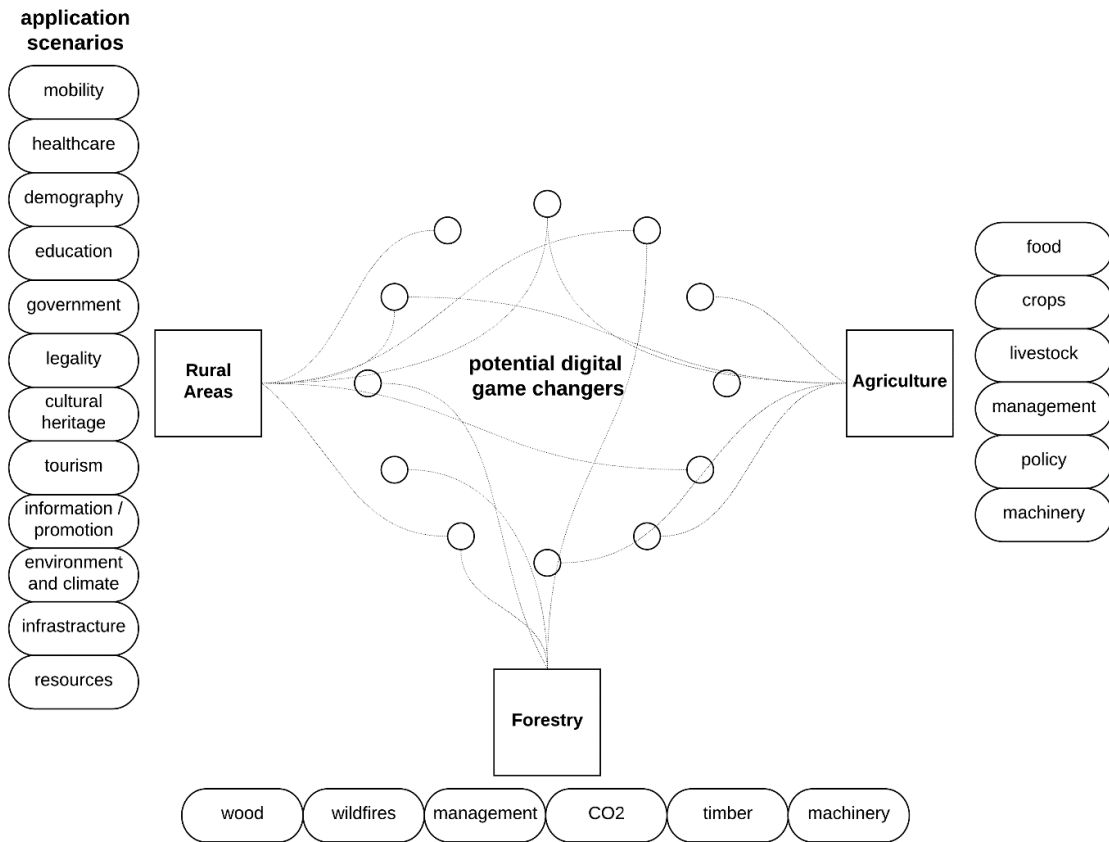 application
scenarios
mobility
healthcare
demography
education
government
legality
cultural
heritage
tourism
information /
promotion
environment
and climate
infrastracture
resources
Rural
Areas
potential digital
game changers
Agriculture
food
crops
livestock
management
policy
machinery
Forestry
wood
wildfires
management
CO2
timber
machinery